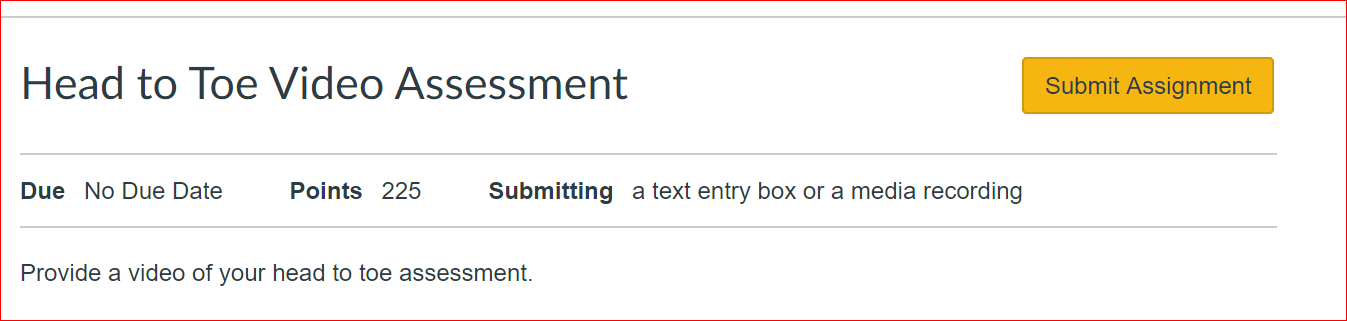 Head to Toe Video Assessment
Submit Assignment
Due No Due Date Points 225 Submitting a text entry box or a media recording
Provide a video of your head to toe assessment.